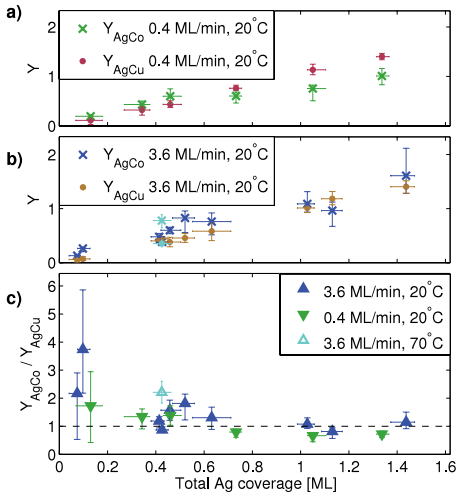 a)
2
1
0
Y
Y_AgCo 0.4 ML/min, 20°C
Y_AgCu 0.4 ML/min, 20°C
b)
2
1
0
Y
Y_AgCo 3.6 ML/min, 20°C
Y_AgCu 3.6 ML/min, 20°C
c)
6
5
4
3
2
1
0
Y_AgCo / Y_AgCu
3.6 ML/min, 20°C
0.4 ML/min, 20°C
3.6 ML/min, 70°C
0 0.2 0.4 0.6 0.8 1 1.2 1.4 1.6
Total Ag coverage [ML]